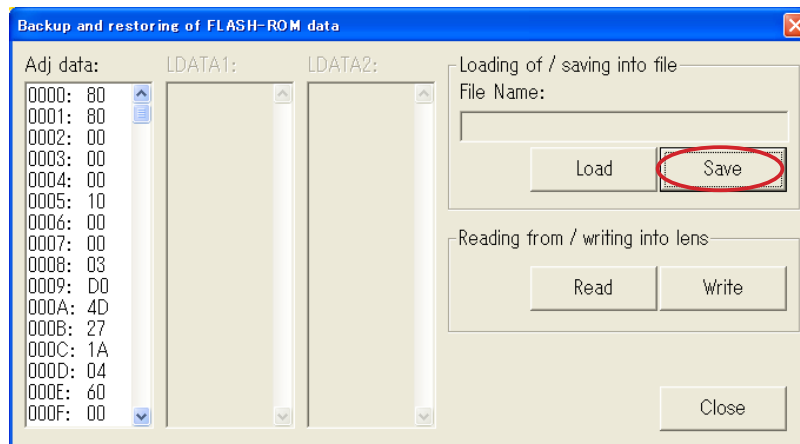 Backup and restoring of FLASH-ROM data
Adj data:
0000: 80
0001: 80
0002: 00
0003: 00
0004: 00
0005: 10
0006: 00
0007: 00
0008: 03
0009: D0
000A: 4D
000B: 27
000C: 1A
000D: 04
000E: 60
000F: 00
LDATA1:
LDATA2:
Loading of / saving into file
File Name:
Load
Save
Reading from / writing into lens
Read
Write
Close